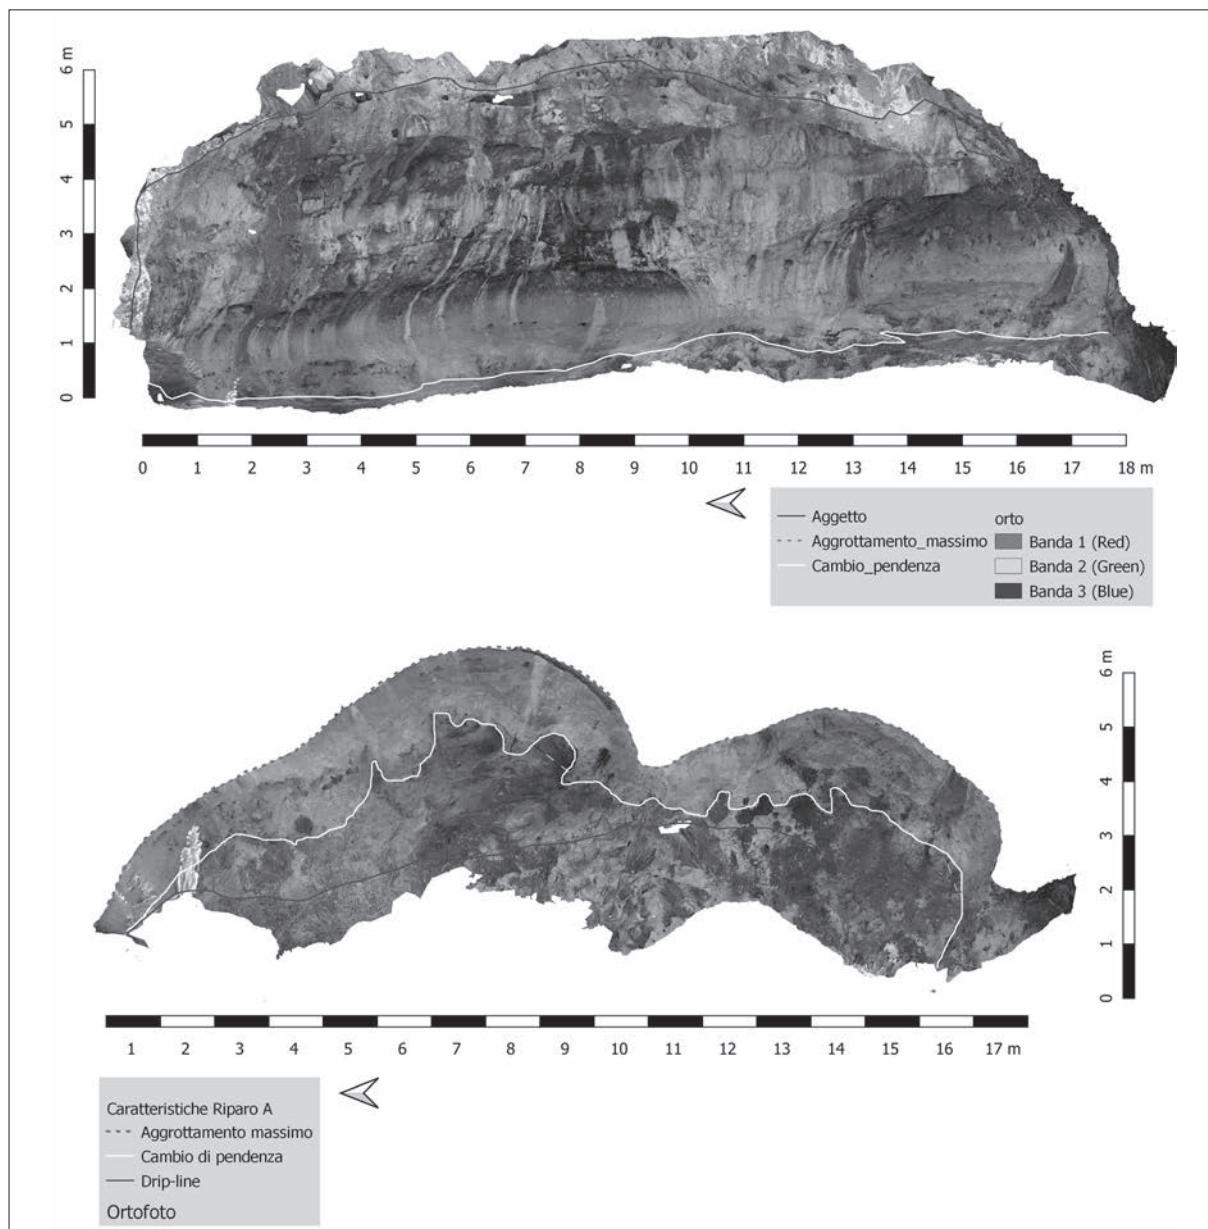 6 m
5
4
3
2
1
0
0 1 2 3 4 5 6 7 8 9 10 11 12 13 14 15 16 17 18 m
Aggetto
Aggrottamento_massimo
Cambio_pendenza
orto
Banda 1 (Red)
Banda 2 (Green)
Banda 3 (Blue)
6 m
5
4
3
2
1
0
1 2 3 4 5 6 7 8 9 10 11 12 13 14 15 16 17 m
Caratteristiche Riparo A
Aggrottamento massimo
Cambio di pendenza
Drip-line
Ortofoto